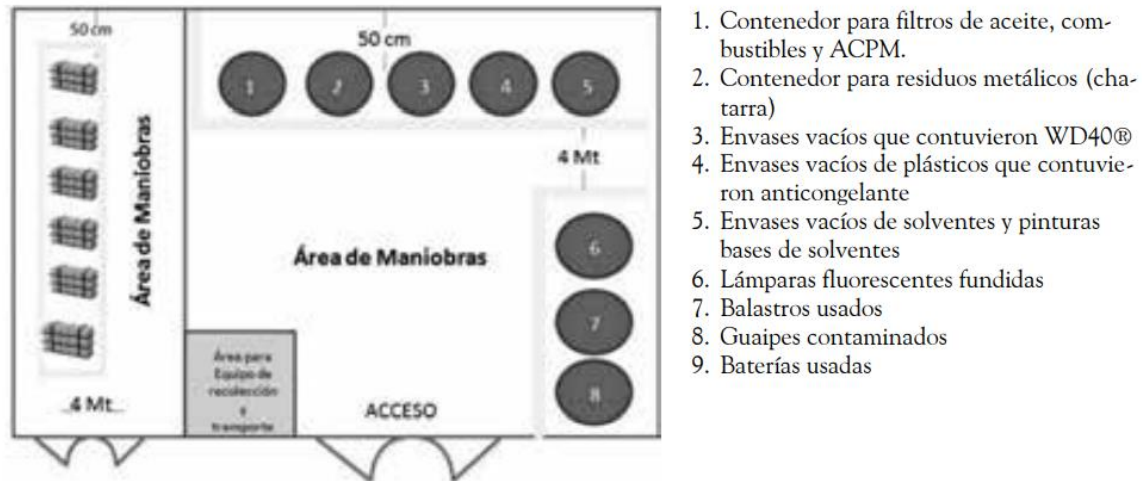 50 cm
50 cm
1
2
3
4
5
4 Mt
Área de Maniobras
Área de Maniobras
6
7
8
Área para
Equipo de
recolección
y
transporte
4 Mt
ACCESO
1. Contenedor para filtros de aceite, com-
bustibles y ACPM.
2. Contenedor para residuos metálicos (cha-
tarra)
3. Envases vacíos que contuvieron WD40®
4. Envases vacíos de plásticos que contuvie-
ron anticongelante
5. Envases vacíos de solventes y pinturas
bases de solventes
6. Lámparas fluorescentes fundidas
7. Balastros usados
8. Guaipes contaminados
9. Baterías usadas